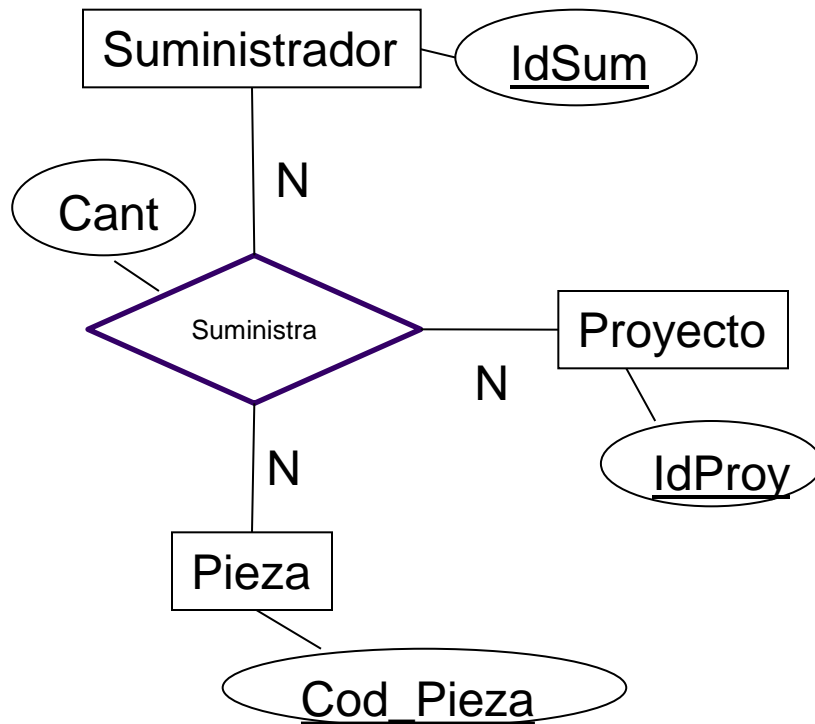 Suministrador
IdSum
N
Cant
Suministra
Proyecto
N
N
IdProy
Pieza
Cod_Pieza